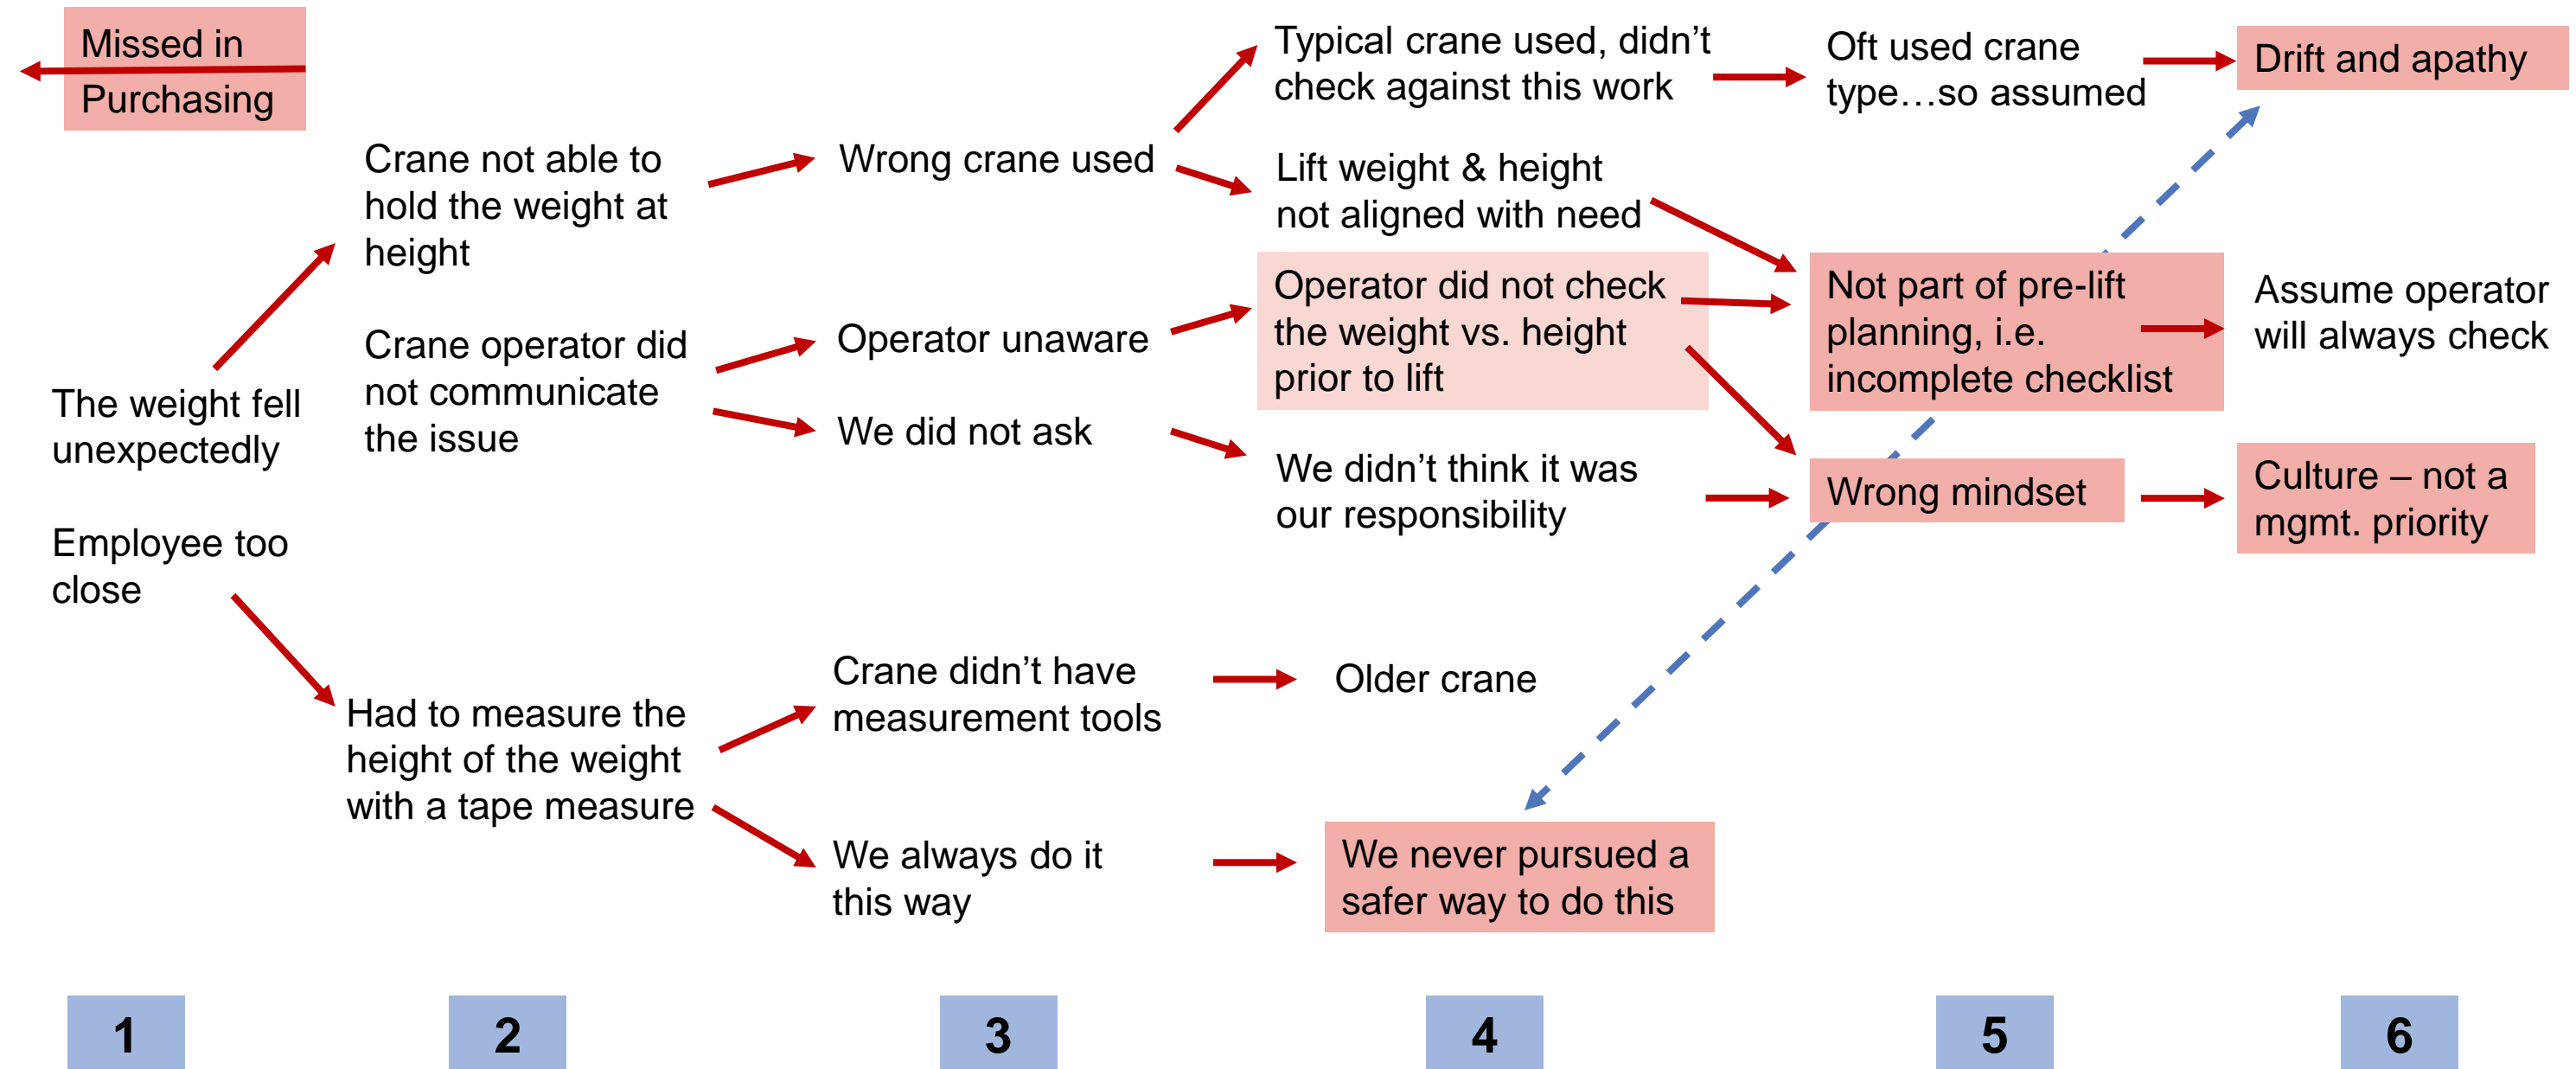 Missed in
Purchasing
The weight fell
unexpectedly
Employee too
close
Crane not able to
hold the weight at
height
Crane operator did
not communicate
the issue
Had to measure the
height of the weight
with a tape measure
Wrong crane used
Operator unaware
We did not ask
Crane didn’t have
measurement tools
We always do it
this way
Typical crane used, didn’t
check against this work
Lift weight & height
not aligned with need
Operator did not check
the weight vs. height
prior to lift
We didn’t think it was
our responsibility
Older crane
We never pursued a
safer way to do this
Oft used crane
type…so assumed
Not part of pre-lift
planning, i.e.
incomplete checklist
Wrong mindset
Drift and apathy
Assume operator
will always check
Culture – not a
mgmt. priority
1
2
3
4
5
6